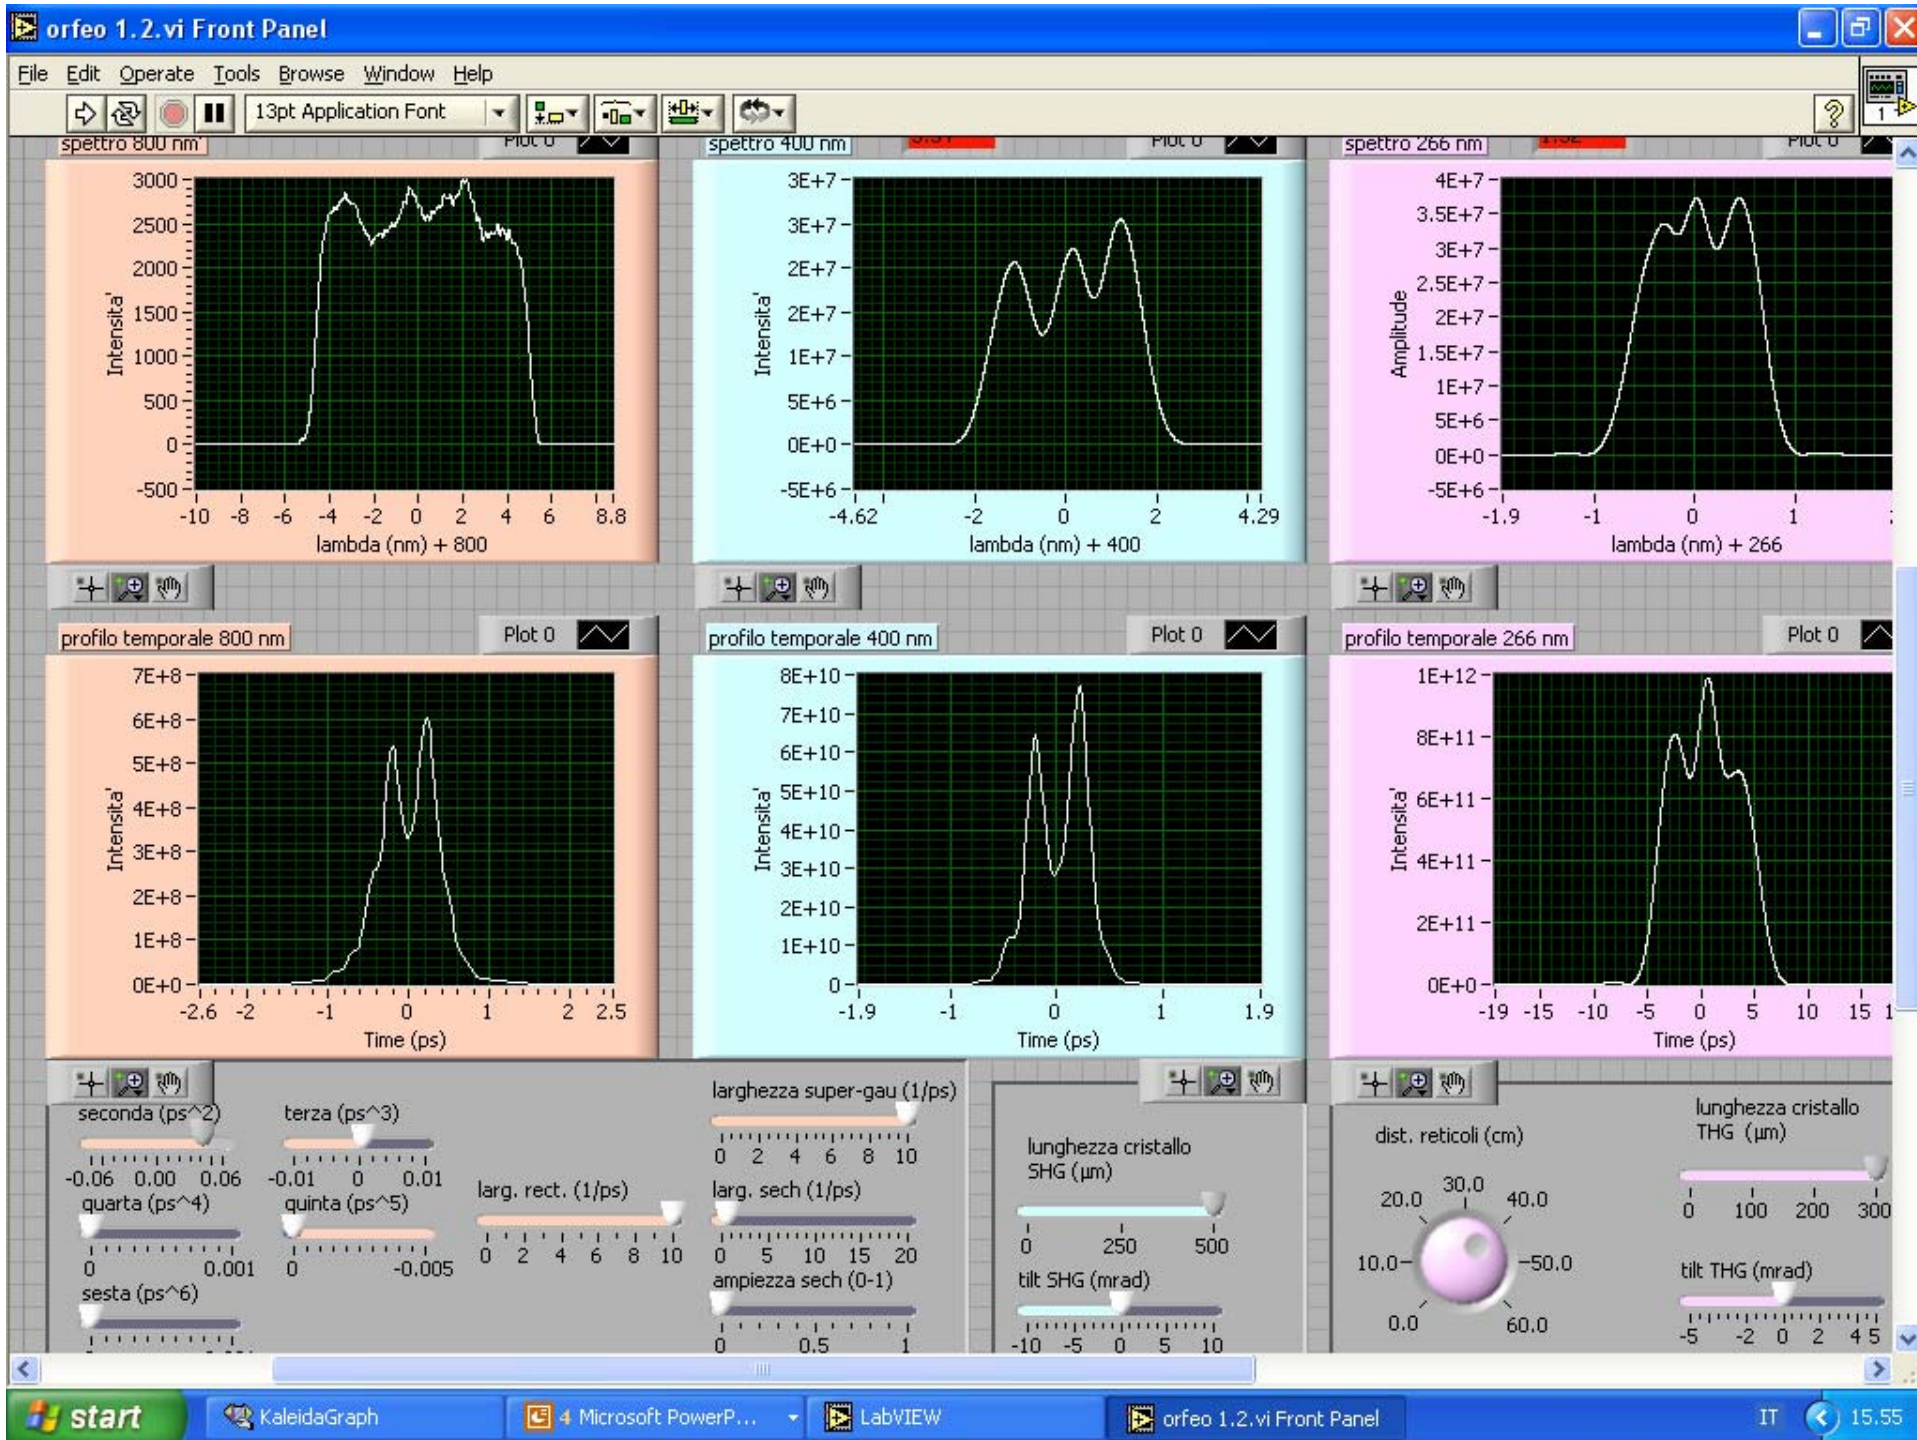 orfeo 1.2.vi Front Panel
File Edit Operate Tools Browse Window Help
13pt Application Font
1
spettro 800 nm'
Plot 0
3000
2500
2000
1500
1000
500
0
-500
Intensita'
-10 -8 -6 -4 -2 0 2 4 6 8.8
lambda (nm) + 800
spettro 400 nm
Plot 0
3E+7
3E+7
2E+7
2E+7
1E+7
5E+6
0E+0
-5E+6
Intensita'
-4.62 -2 0 2 4.29
lambda (nm) + 400
spettro 266 nm
Plot 0
4E+7
3.5E+7
3E+7
2.5E+7
2E+7
1.5E+7
1E+7
5E+6
0E+0
-5E+6
Amplitude
-1.9 -1 0 1
lambda (nm) + 266
profilo temporale 800 nm
Plot 0
7E+8
6E+8
5E+8
4E+8
3E+8
2E+8
1E+8
0E+0
Intensita'
-2.6 -2 -1 0 1 2 2.5
Time (ps)
profilo temporale 400 nm
Plot 0
8E+10
7E+10
6E+10
5E+10
4E+10
3E+10
2E+10
1E+10
0
Intensita'
-1.9 -1 0 1 1.9
Time (ps)
profilo temporale 266 nm
Plot 0
1E+12
8E+11
6E+11
4E+11
2E+11
0E+0
Intensita'
-19 -15 -10 -5 0 5 10 15 1
Time (ps)
seconda (ps^2)
-0.06 0.00 0.06
terza (ps^3)
-0.01 0 0.01
quarta (ps^4)
0 0.001
quinta (ps^5)
0 -0.005
sesta (ps^6)
larg. rect. (1/ps)
0 2 4 6 8 10
larghezza super-gau (1/ps)
0 2 4 6 8 10
larg. sech (1/ps)
0 5 10 15 20
ampiezza sech (0-1)
0 0.5 1
lunghezza cristallo
SHG (µm)
0 250 500
tilt SHG (mrad)
-10 -5 0 5 10
dist. reticoli (cm)
0.0 10.0 20.0 30.0 40.0 50.0 60.0
lunghezza cristallo
THG (µm)
0 100 200 300
tilt THG (mrad)
-5 -2 0 2 4 5
start
KaleidaGraph
4 Microsoft PowerP...
LabVIEW
orfeo 1.2.vi Front Panel
IT
15.55